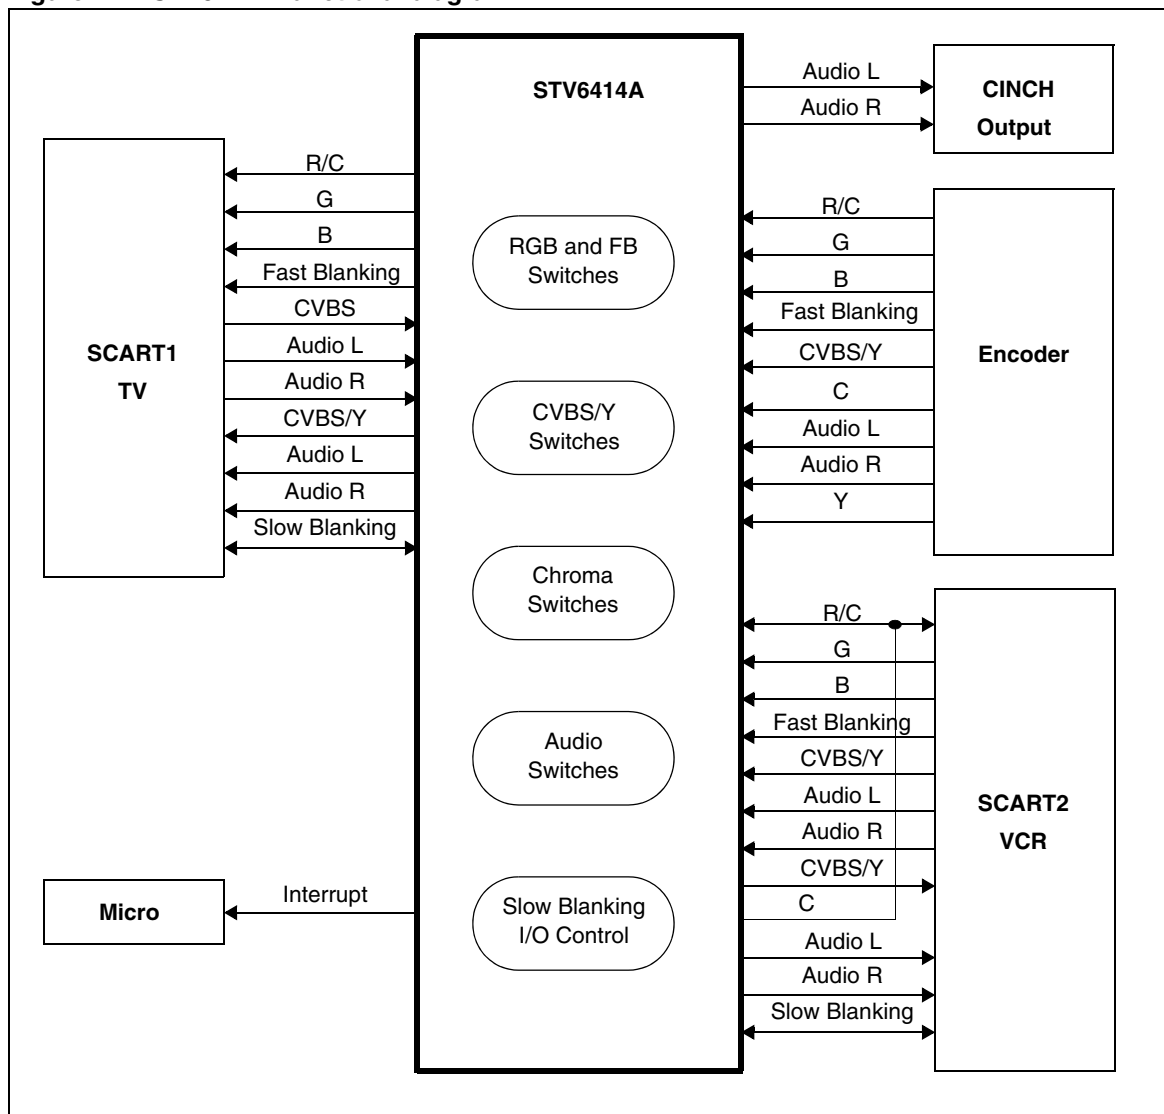 STV6414A
Audio L
Audio R
CINCH
Output
SCART1
TV
R/C
G
B
Fast Blanking
CVBS
Audio L
Audio R
CVBS/Y
Audio L
Audio R
Slow Blanking
RGB and FB
Switches
CVBS/Y
Switches
Chroma
Switches
Audio
Switches
Slow Blanking
I/O Control
R/C
G
B
Fast Blanking
CVBS/Y
C
Audio L
Audio R
Y
Encoder
R/C
G
B
Fast Blanking
CVBS/Y
Audio L
Audio R
CVBS/Y
C
Audio L
Audio R
Slow Blanking
SCART2
VCR
Micro
Interrupt